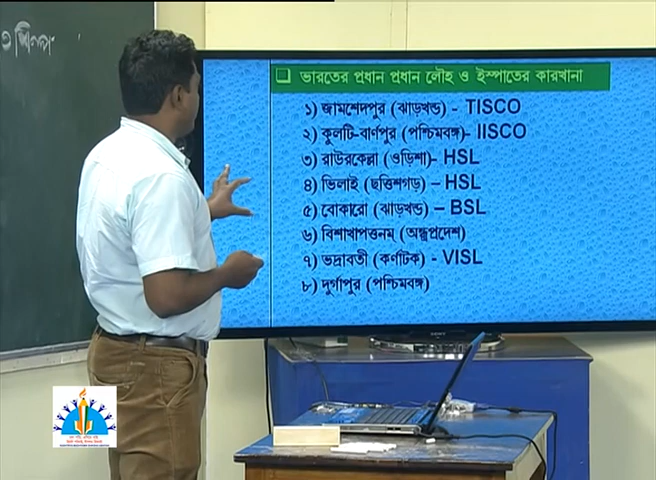 ভারতের প্রধান প্রধান লৌহ ও ইস্পাতের কারখানা
১) জামশেদপুর (ঝাড়খন্ড) - TISCO
২) কুলটি-বার্ণপুর (পশ্চিমবঙ্গ)- IISCO
৩) রাউরকেল্লা (ওড়িশা)- HSL
৪) ভিলাই (ছত্তিশগড়) – HSL
৫) বোকারো (ঝাড়খন্ড) – BSL
৬) বিশাখাপত্তনম্ (অন্ধ্রপ্রদেশ)
৭) ভদ্রাবতী (কর্ণাটক) - VISL
৮) দুর্গাপুর (পশ্চিমবঙ্গ)